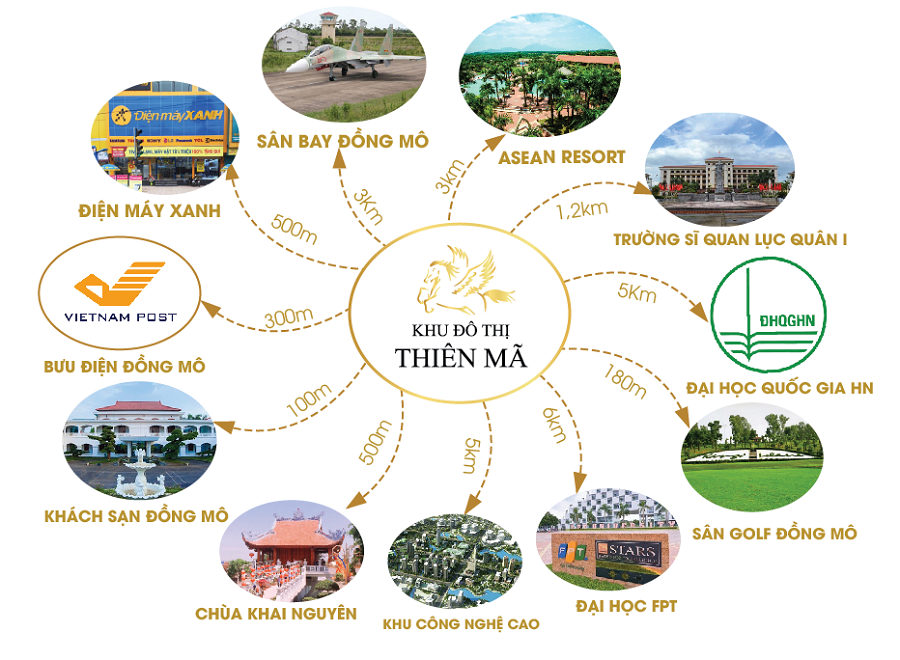 SÂN BAY ĐỒNG MÔ
3Km
ASEAN RESORT
3km
Điện máy XANH
ĐIỆN MÁY XANH
500m
TRƯỜNG SĨ QUAN LỤC QUÂN I
1,2km
VIETNAM POST
BƯU ĐIỆN ĐỒNG MÔ
300m
KHU ĐÔ THỊ
THIÊN MÃ
5Km
ĐHQGHN
ĐẠI HỌC QUỐC GIA HN
KHÁCH SẠN ĐỒNG MÔ
100m
180m
SÂN GOLF ĐỒNG MÔ
500m
CHÙA KHAI NGUYÊN
5km
KHU CÔNG NGHỆ CAO
6km
FPT
STARS
ĐẠI HỌC FPT